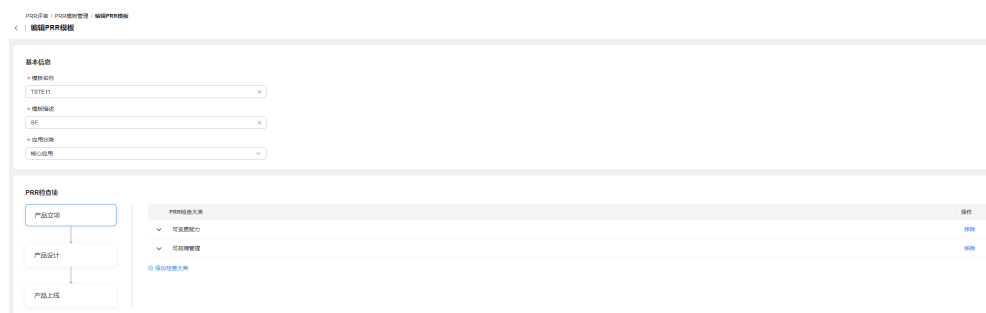 PRR评审 / PRR模板管理 / 编辑PRR模板
编辑PRR模板
基本信息
* 模板名称
TSTE11
* 模板描述
SF
* 应用分类
核心应用
PRR检查项
产品立项
产品设计
产品上线
PRR检查大类 操作
可变更能力 移除
可故障管理 移除
添加检查大类